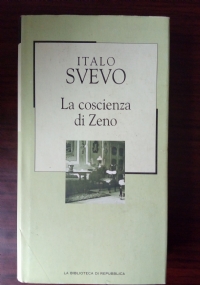 ITALO
SVEVO
La coscienza
di Zeno
LA BIBLIOTECA DI REPUBBLICA